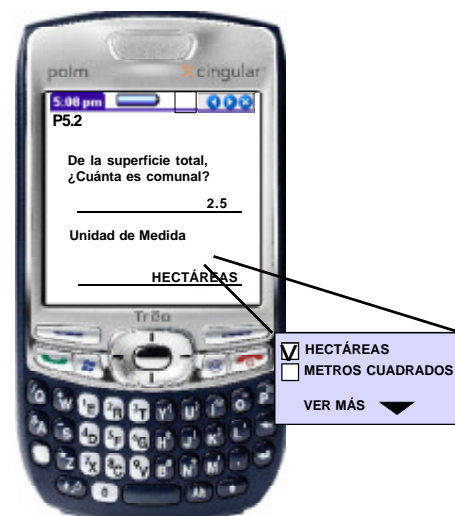 palm cingular
5:08 pm
P5.2
De la superficie total,
¿Cuánta es comunal?
2.5
Unidad de Medida
HECTÁREAS
Trēo
HECTÁREAS
METROS CUADRADOS
VER MÁS